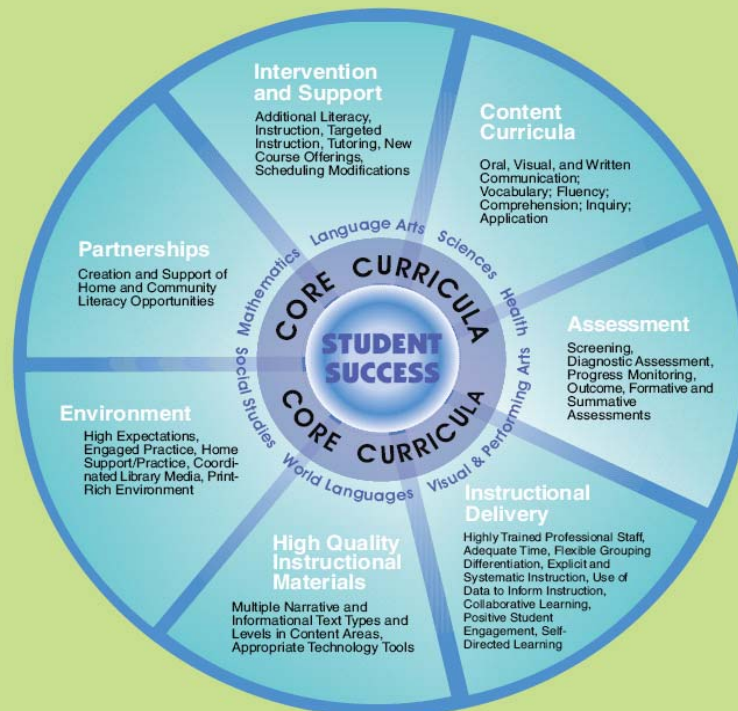 Intervention
and Support
Additional Literacy,
Instruction, Targeted
Instruction, Tutoring, New
Course Offerings,
Scheduling Modifications
Content
Curricula
Oral, Visual, and Written
Communication;
Vocabulary; Fluency;
Comprehension; Inquiry;
Application
Assessment
Screening,
Diagnostic Assessment,
Progress Monitoring,
Outcome, Formative and
Summative
Assessments
Instructional
Delivery
Highly Trained Professional Staff,
Adequate Time, Flexible Grouping
Differentiation, Explicit and
Systematic Instruction, Use of
Data to Inform Instruction,
Collaborative Learning,
Positive Student
Engagement, Self-
Directed Learning
High Quality
Instructional
Materials
Multiple Narrative and
Informational Text Types and
Levels in Content Areas,
Appropriate Technology Tools
Environment
High Expectations,
Engaged Practice, Home
Support/Practice, Coordi-
nated Library Media, Print-
Rich Environment
Partnerships
Creation and Support of
Home and Community
Literacy Opportunities
Mathematics
Language Arts
Sciences
Health
Visual & Performing Arts
World Languages
Social Studies
CORE CURRICULA
STUDENT
SUCCESS
CORE CURRICULA